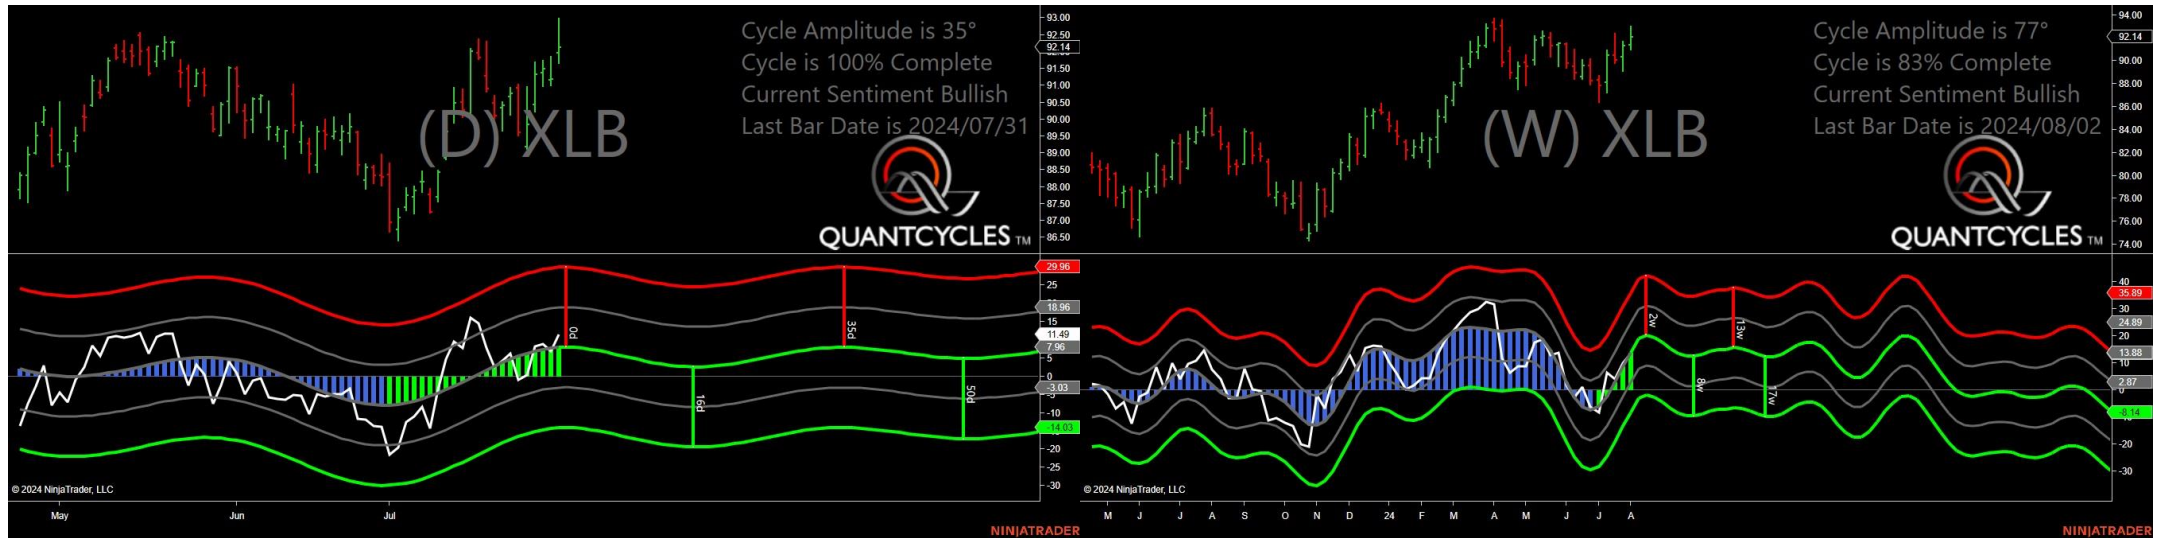 Cycle Amplitude is 35°
Cycle is 100% Complete
Current Sentiment Bullish
Last Bar Date is 2024/07/31
(D) XLB
QUANTCYCLES TM
93.00
92.50
92.14
91.50
91.00
90.50
90.00
89.50
89.00
88.50
88.00
87.50
87.00
86.50
29.96
25
18.96
15
11.49
7.96
5
0
-3.03
-5
-10
-14.03
-20
-25
-30
0d
16d
35d
50d
© 2024 NinjaTrader, LLC
May
Jun
Jul
NINJATRADER
Cycle Amplitude is 77°
Cycle is 83% Complete
Current Sentiment Bullish
Last Bar Date is 2024/08/02
(W) XLB
QUANTCYCLES TM
94.00
92.14
90.00
88.00
86.00
84.00
82.00
80.00
78.00
76.00
74.00
40
35.89
30
24.89
20
13.88
10
2.87
0
-8.14
-20
-30
2w
8w
13w
17w
© 2024 NinjaTrader, LLC
M J J A S O N D 24 F M A M J J A
NINJATRADER